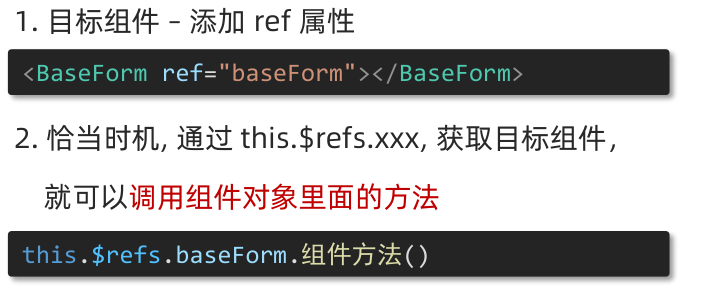 1. 目标组件 – 添加 ref 属性
<BaseForm ref="baseForm"></BaseForm>
2. 恰当时机, 通过 this.$refs.xxx, 获取目标组件，
就可以调用组件对象里面的方法
this.$refs.baseForm.组件方法()